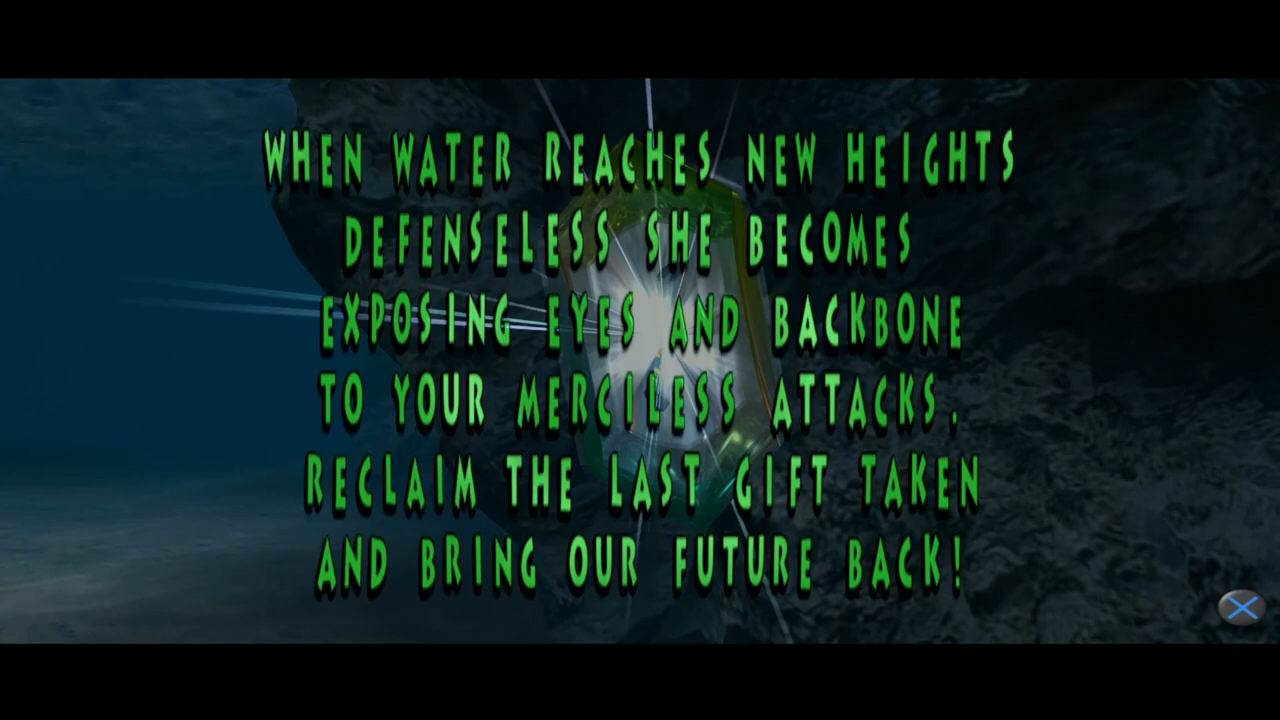 WHEN WATER REACHES NEW HEIGHTS
DEFENSELESS SHE BECOMES
EXPOSING EYES AND BACKBONE
TO YOUR MERCILESS ATTACKS.
RECLAIM THE LAST GIFT TAKEN
AND BRING OUR FUTURE BACK!